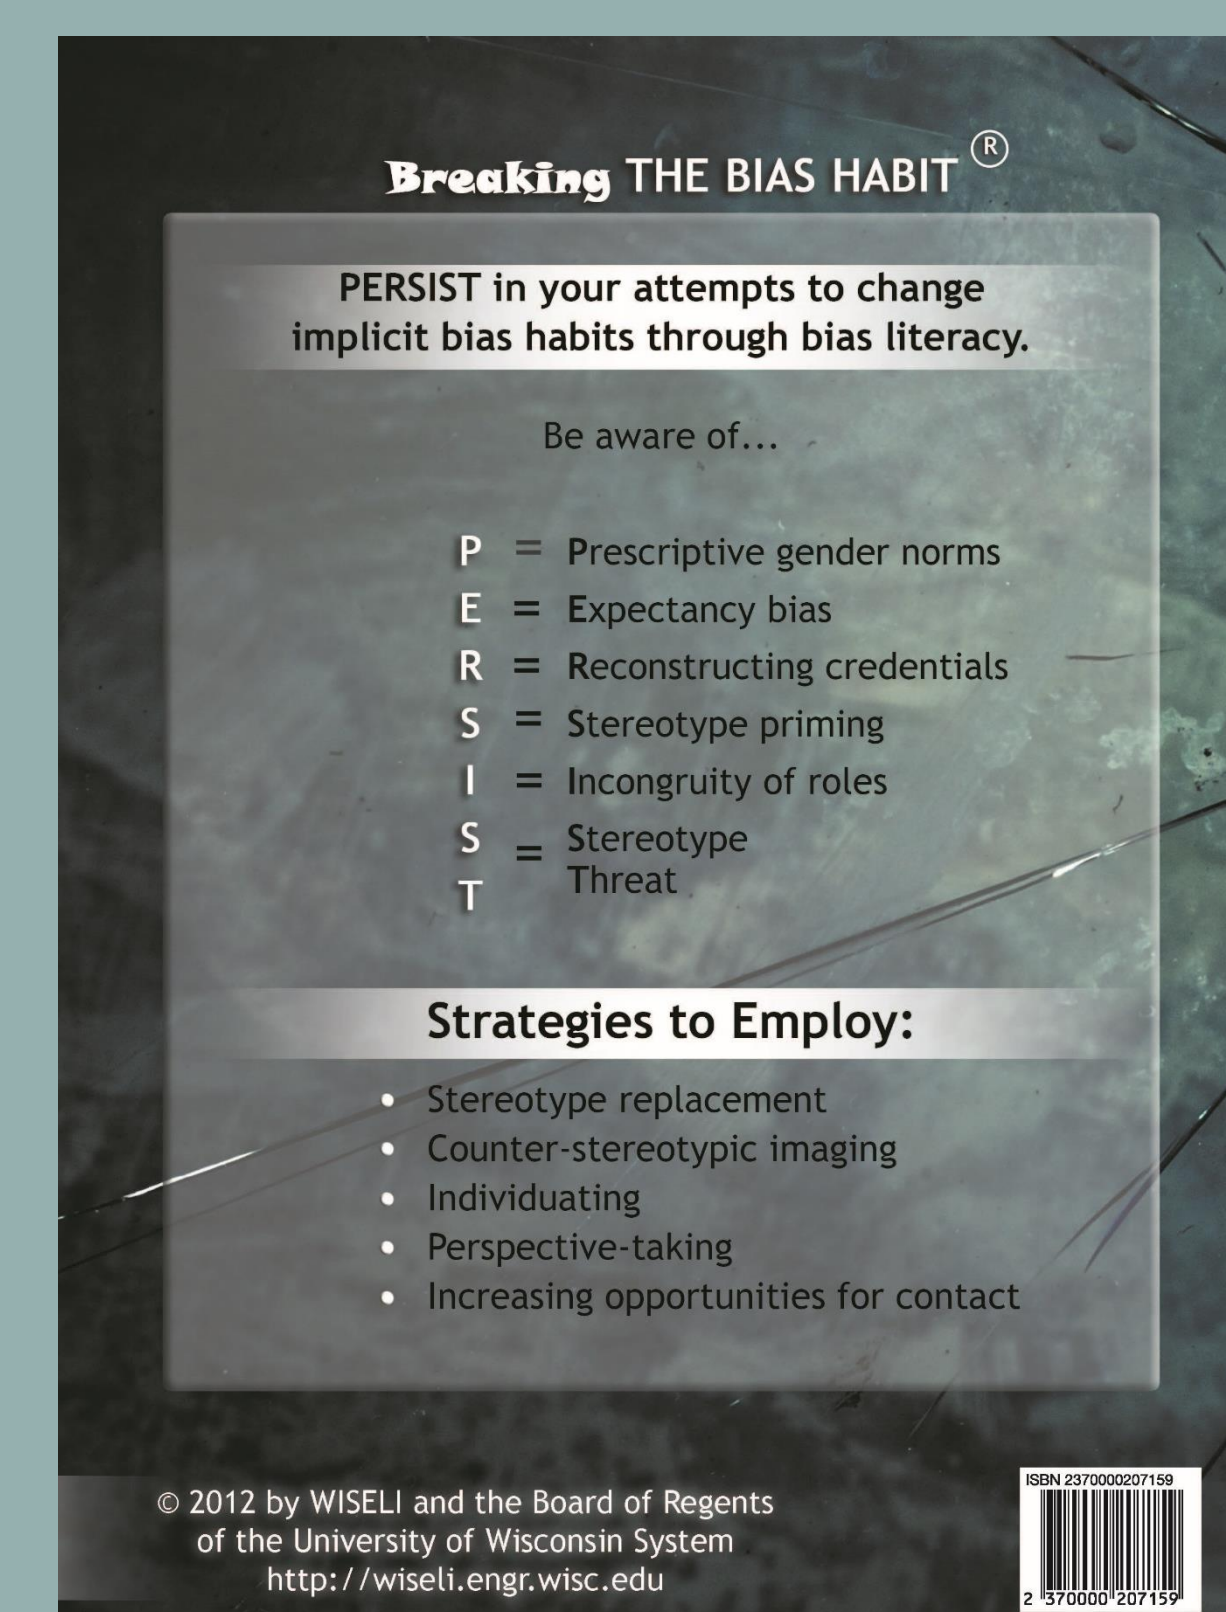 Breaking THE BIAS HABIT ®
PERSIST in your attempts to change
implicit bias habits through bias literacy.
Be aware of...
P = Prescriptive gender norms
E = Expectancy bias
R = Reconstructing credentials
S = Stereotype priming
I = Incongruity of roles
S = Stereotype
T Threat
Strategies to Employ:
• Stereotype replacement
• Counter-stereotypic imaging
• Individuating
• Perspective-taking
• Increasing opportunities for contact
© 2012 by WISELI and the Board of Regents
of the University of Wisconsin System
http://wiseli.engr.wisc.edu
ISBN 2370000207159
2 370000 207159